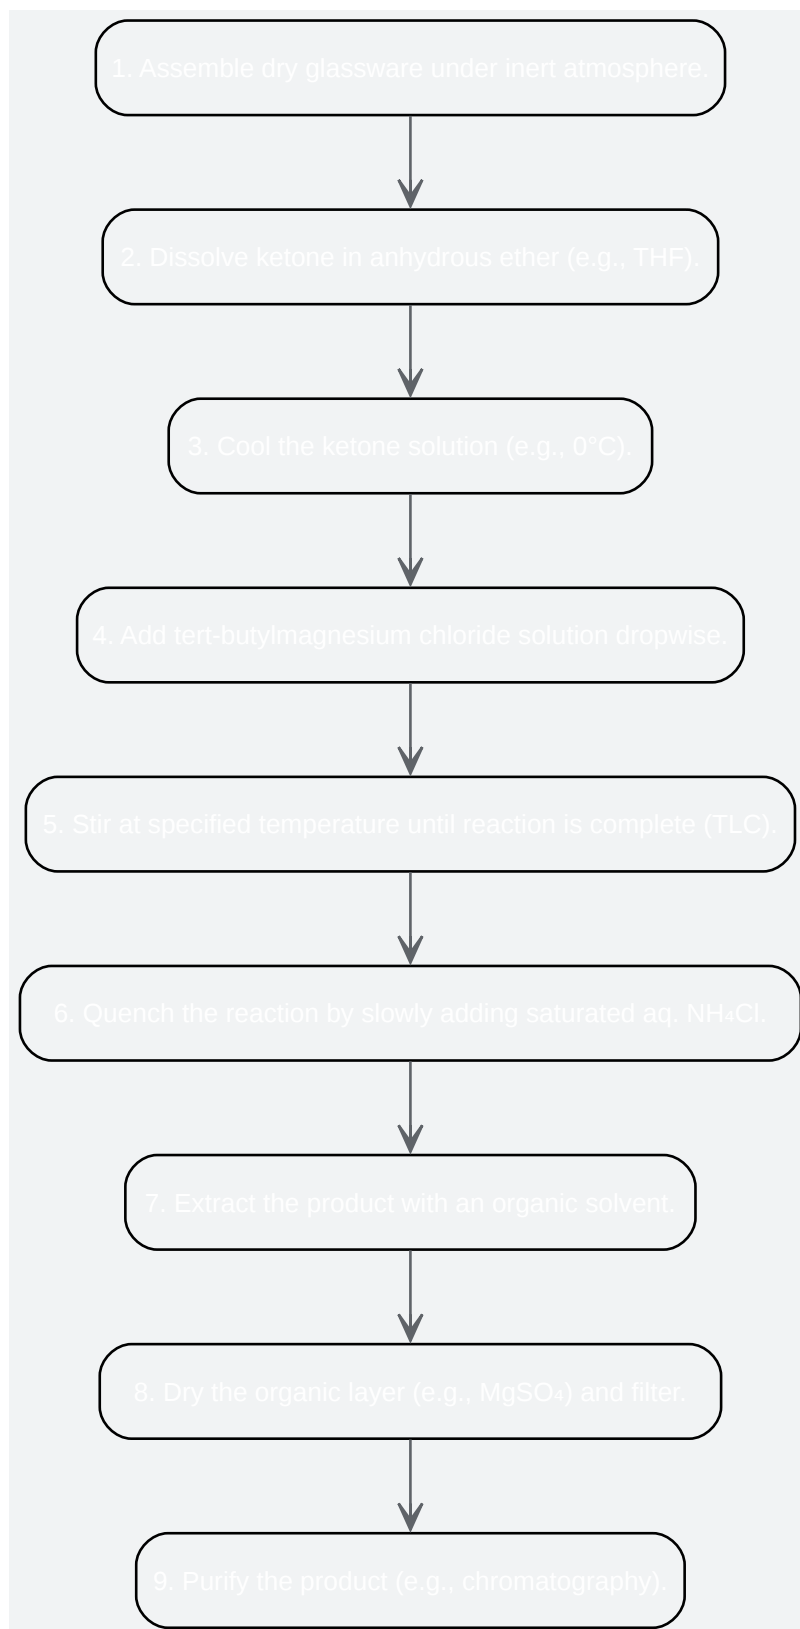 1. Assemble dry glassware under inert atmosphere.
2. Dissolve ketone in anhydrous ether (e.g., THF).
3. Cool the ketone solution (e.g., 0°C).
4. Add tert-butylmagnesium chloride solution dropwise.
5. Stir at specified temperature until reaction is complete (TLC).
6. Quench the reaction by slowly adding saturated aq. NH₄Cl.
7. Extract the product with an organic solvent.
8. Dry the organic layer (e.g., MgSO₄) and filter.
9. Purify the product (e.g., chromatography).